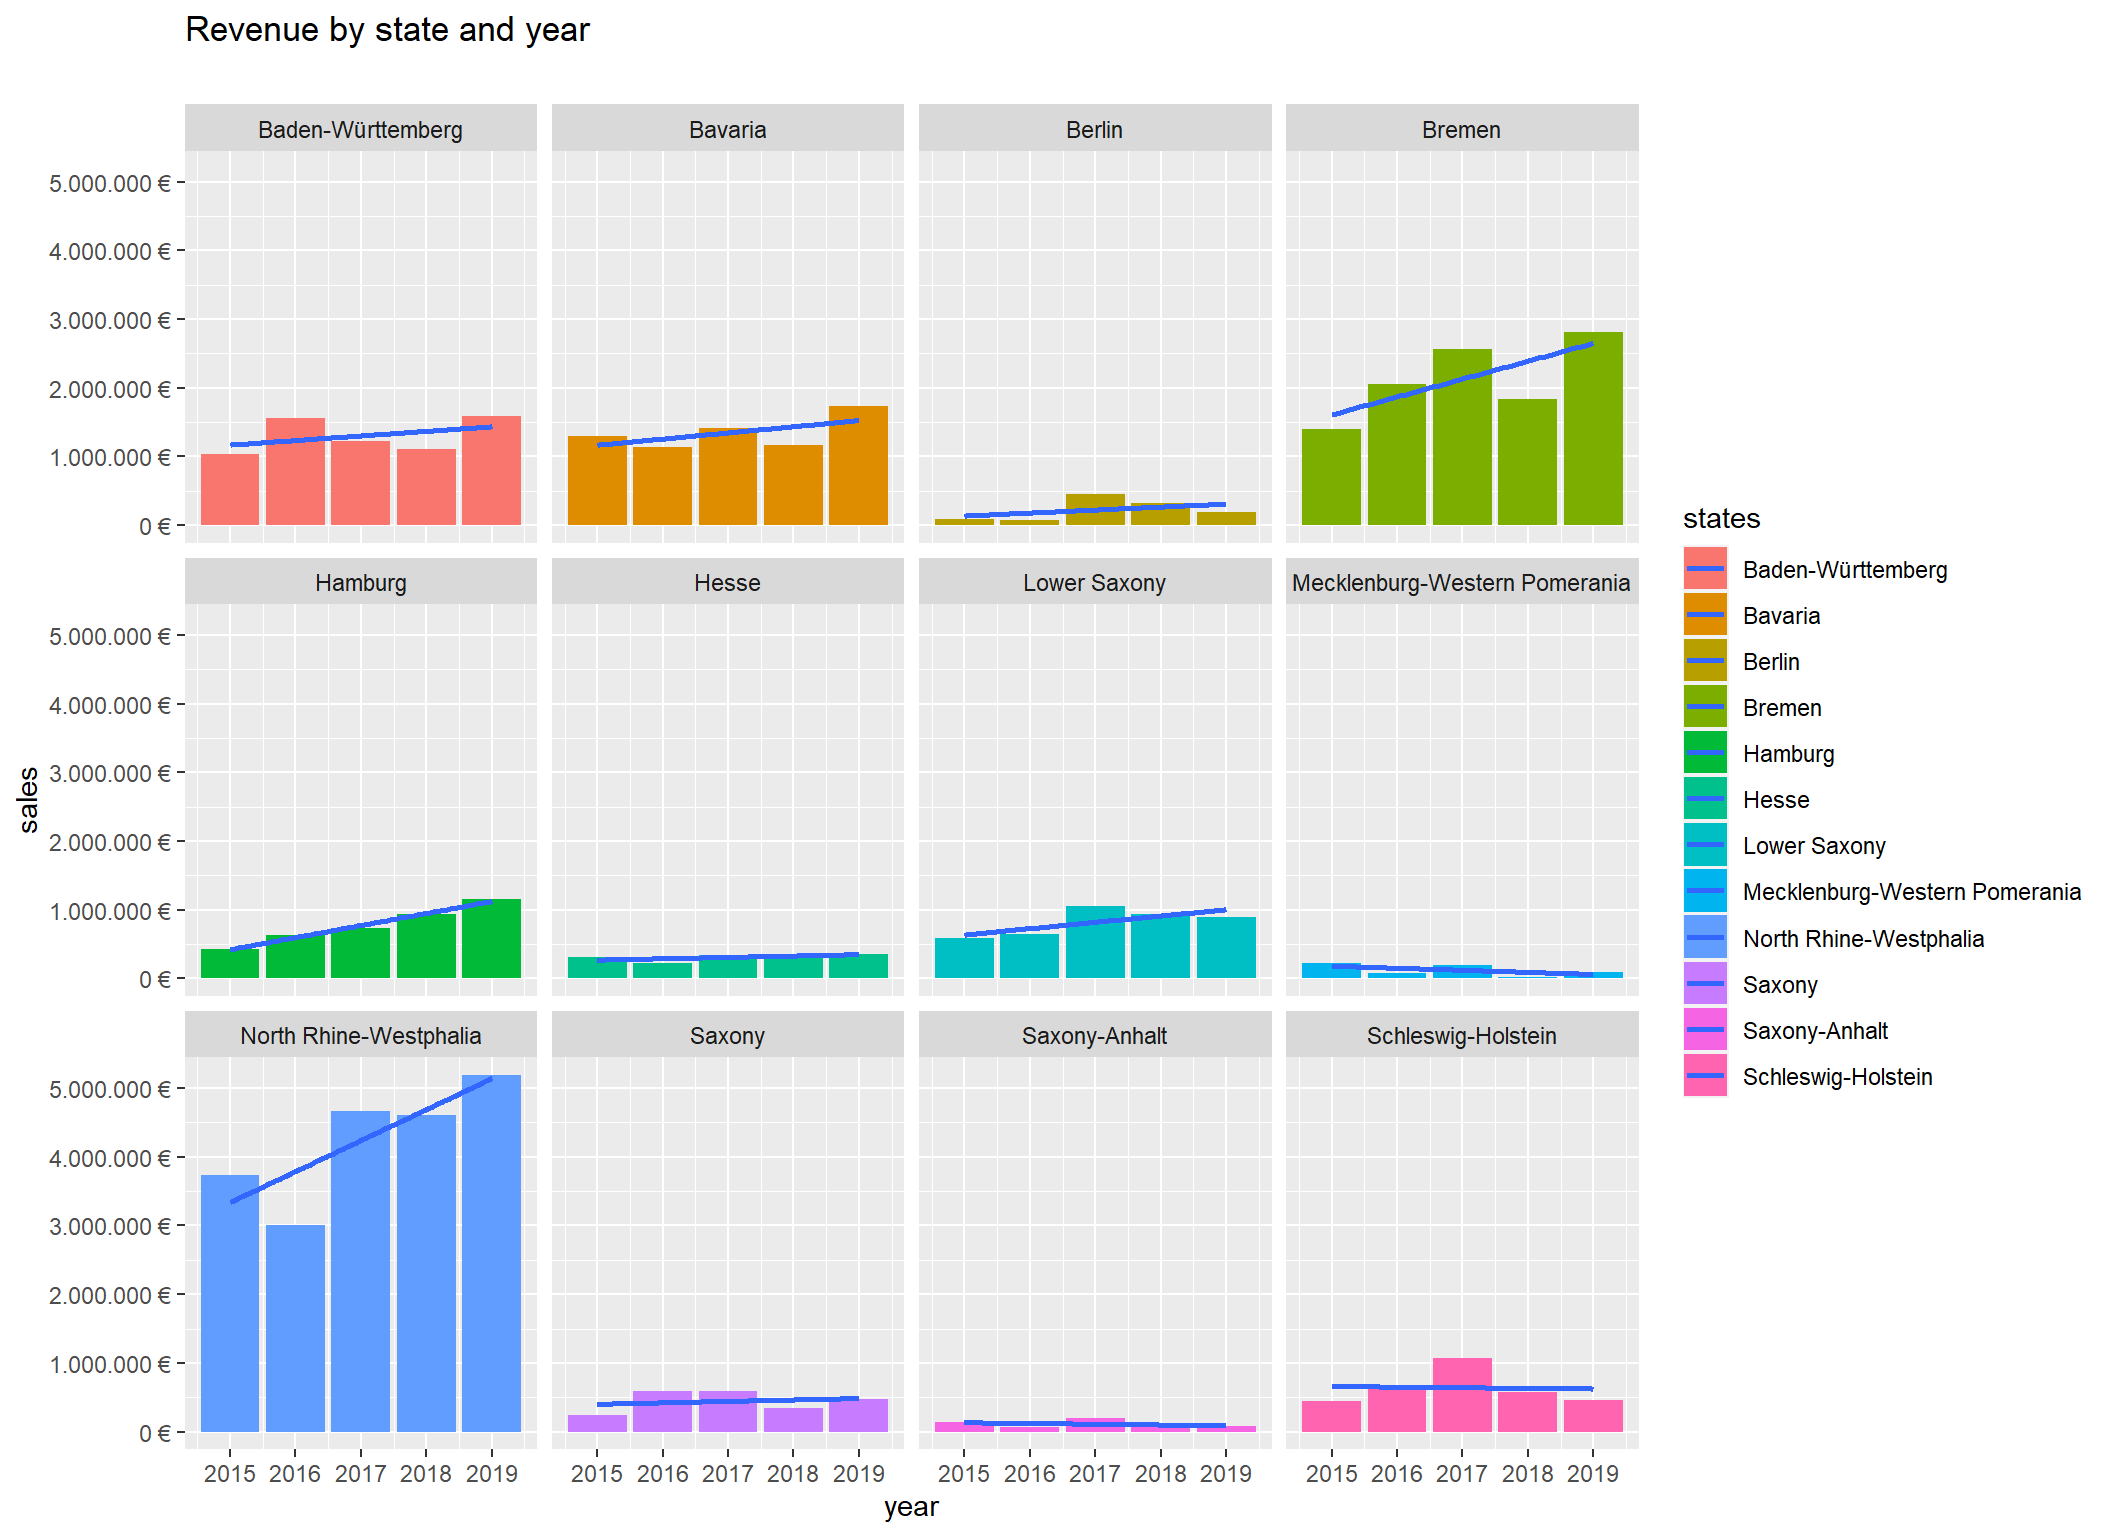 Revenue by state and year
Baden-Württemberg
Bavaria
Berlin
Bremen
5.000.000 €
4.000.000 €
3.000.000 €
2.000.000 €
1.000.000 €
0 €
Hamburg
Hesse
Lower Saxony
Mecklenburg-Western Pomerania
5.000.000 €
4.000.000 €
3.000.000 €
2.000.000 €
1.000.000 €
0 €
North Rhine-Westphalia
Saxony
Saxony-Anhalt
Schleswig-Holstein
5.000.000 €
4.000.000 €
3.000.000 €
2.000.000 €
1.000.000 €
0 €
2015 2016 2017 2018 2019
2015 2016 2017 2018 2019
2015 2016 2017 2018 2019
2015 2016 2017 2018 2019
year
sales
states
Baden-Württemberg
Bavaria
Berlin
Bremen
Hamburg
Hesse
Lower Saxony
Mecklenburg-Western Pomerania
North Rhine-Westphalia
Saxony
Saxony-Anhalt
Schleswig-Holstein